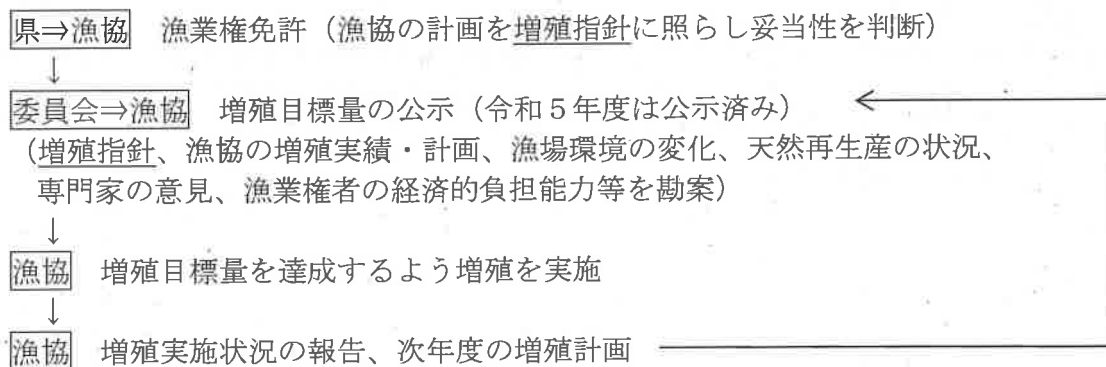 県⇒漁協 漁業権免許（漁協の計画を増殖指針に照らし妥当性を判断）
↓
委員会⇒漁協 増殖目標量の公示（令和５年度は公示済み）
（増殖指針、漁協の増殖実績・計画、漁場環境の変化、天然再生産の状況、
専門家の意見、漁業権者の経済的負担能力等を勘案）
↓
漁協 増殖目標量を達成するよう増殖を実施
↓
漁協 増殖実施状況の報告、次年度の増殖計画